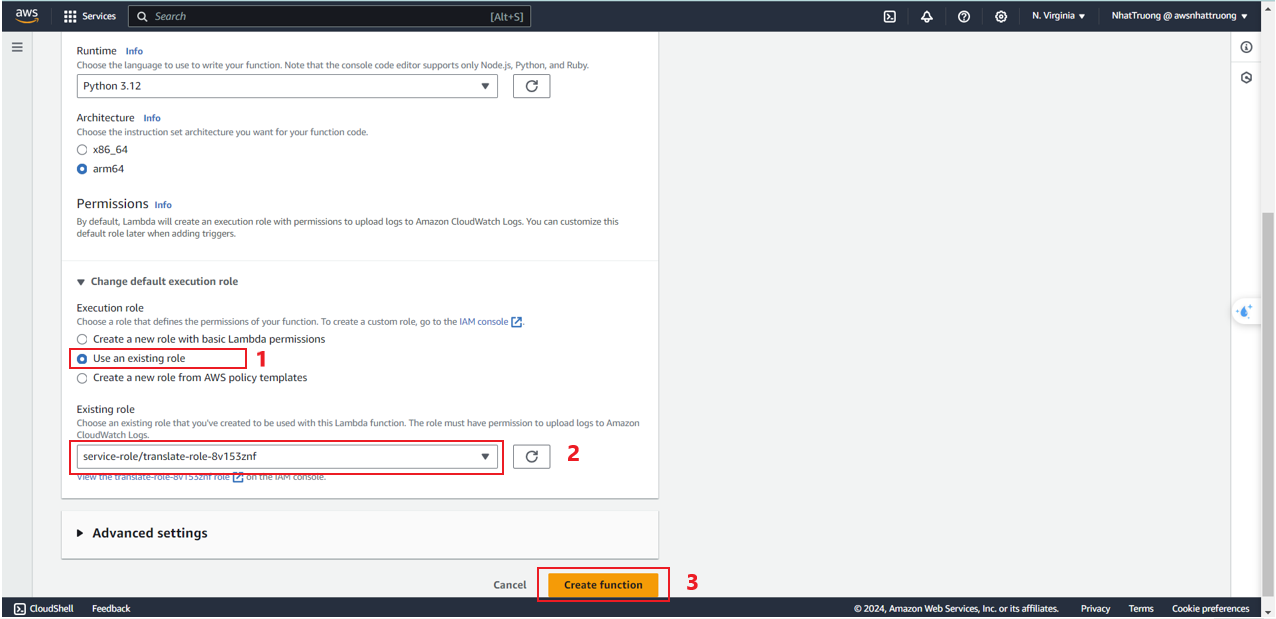 aws
Services
Search
[Alt+S]
N. Virginia
NhatTruong @ awsnhattruong
Runtime Info
Choose the language to use to write your function. Note that the console code editor supports only Node.js, Python, and Ruby.
Python 3.12
Architecture Info
Choose the instruction set architecture you want for your function code.
x86_64
arm64
Permissions Info
By default, Lambda will create an execution role with permissions to upload logs to Amazon CloudWatch Logs. You can customize this
default role later when adding triggers.
Change default execution role
Execution role
Choose a role that defines the permissions of your function. To create a custom role, go to the IAM console.
Create a new role with basic Lambda permissions
Use an existing role
1
Create a new role from AWS policy templates
Existing role
Choose an existing role that you've created to be used with this Lambda function. The role must have permission to upload logs to Amazon
CloudWatch Logs.
service-role/translate-role-8v153znf
2
View the translate-role-8v153znf role on the IAM console.
Advanced settings
Cancel
Create function
3
CloudShell
Feedback
© 2024, Amazon Web Services, Inc. or its affiliates.
Privacy
Terms
Cookie preferences